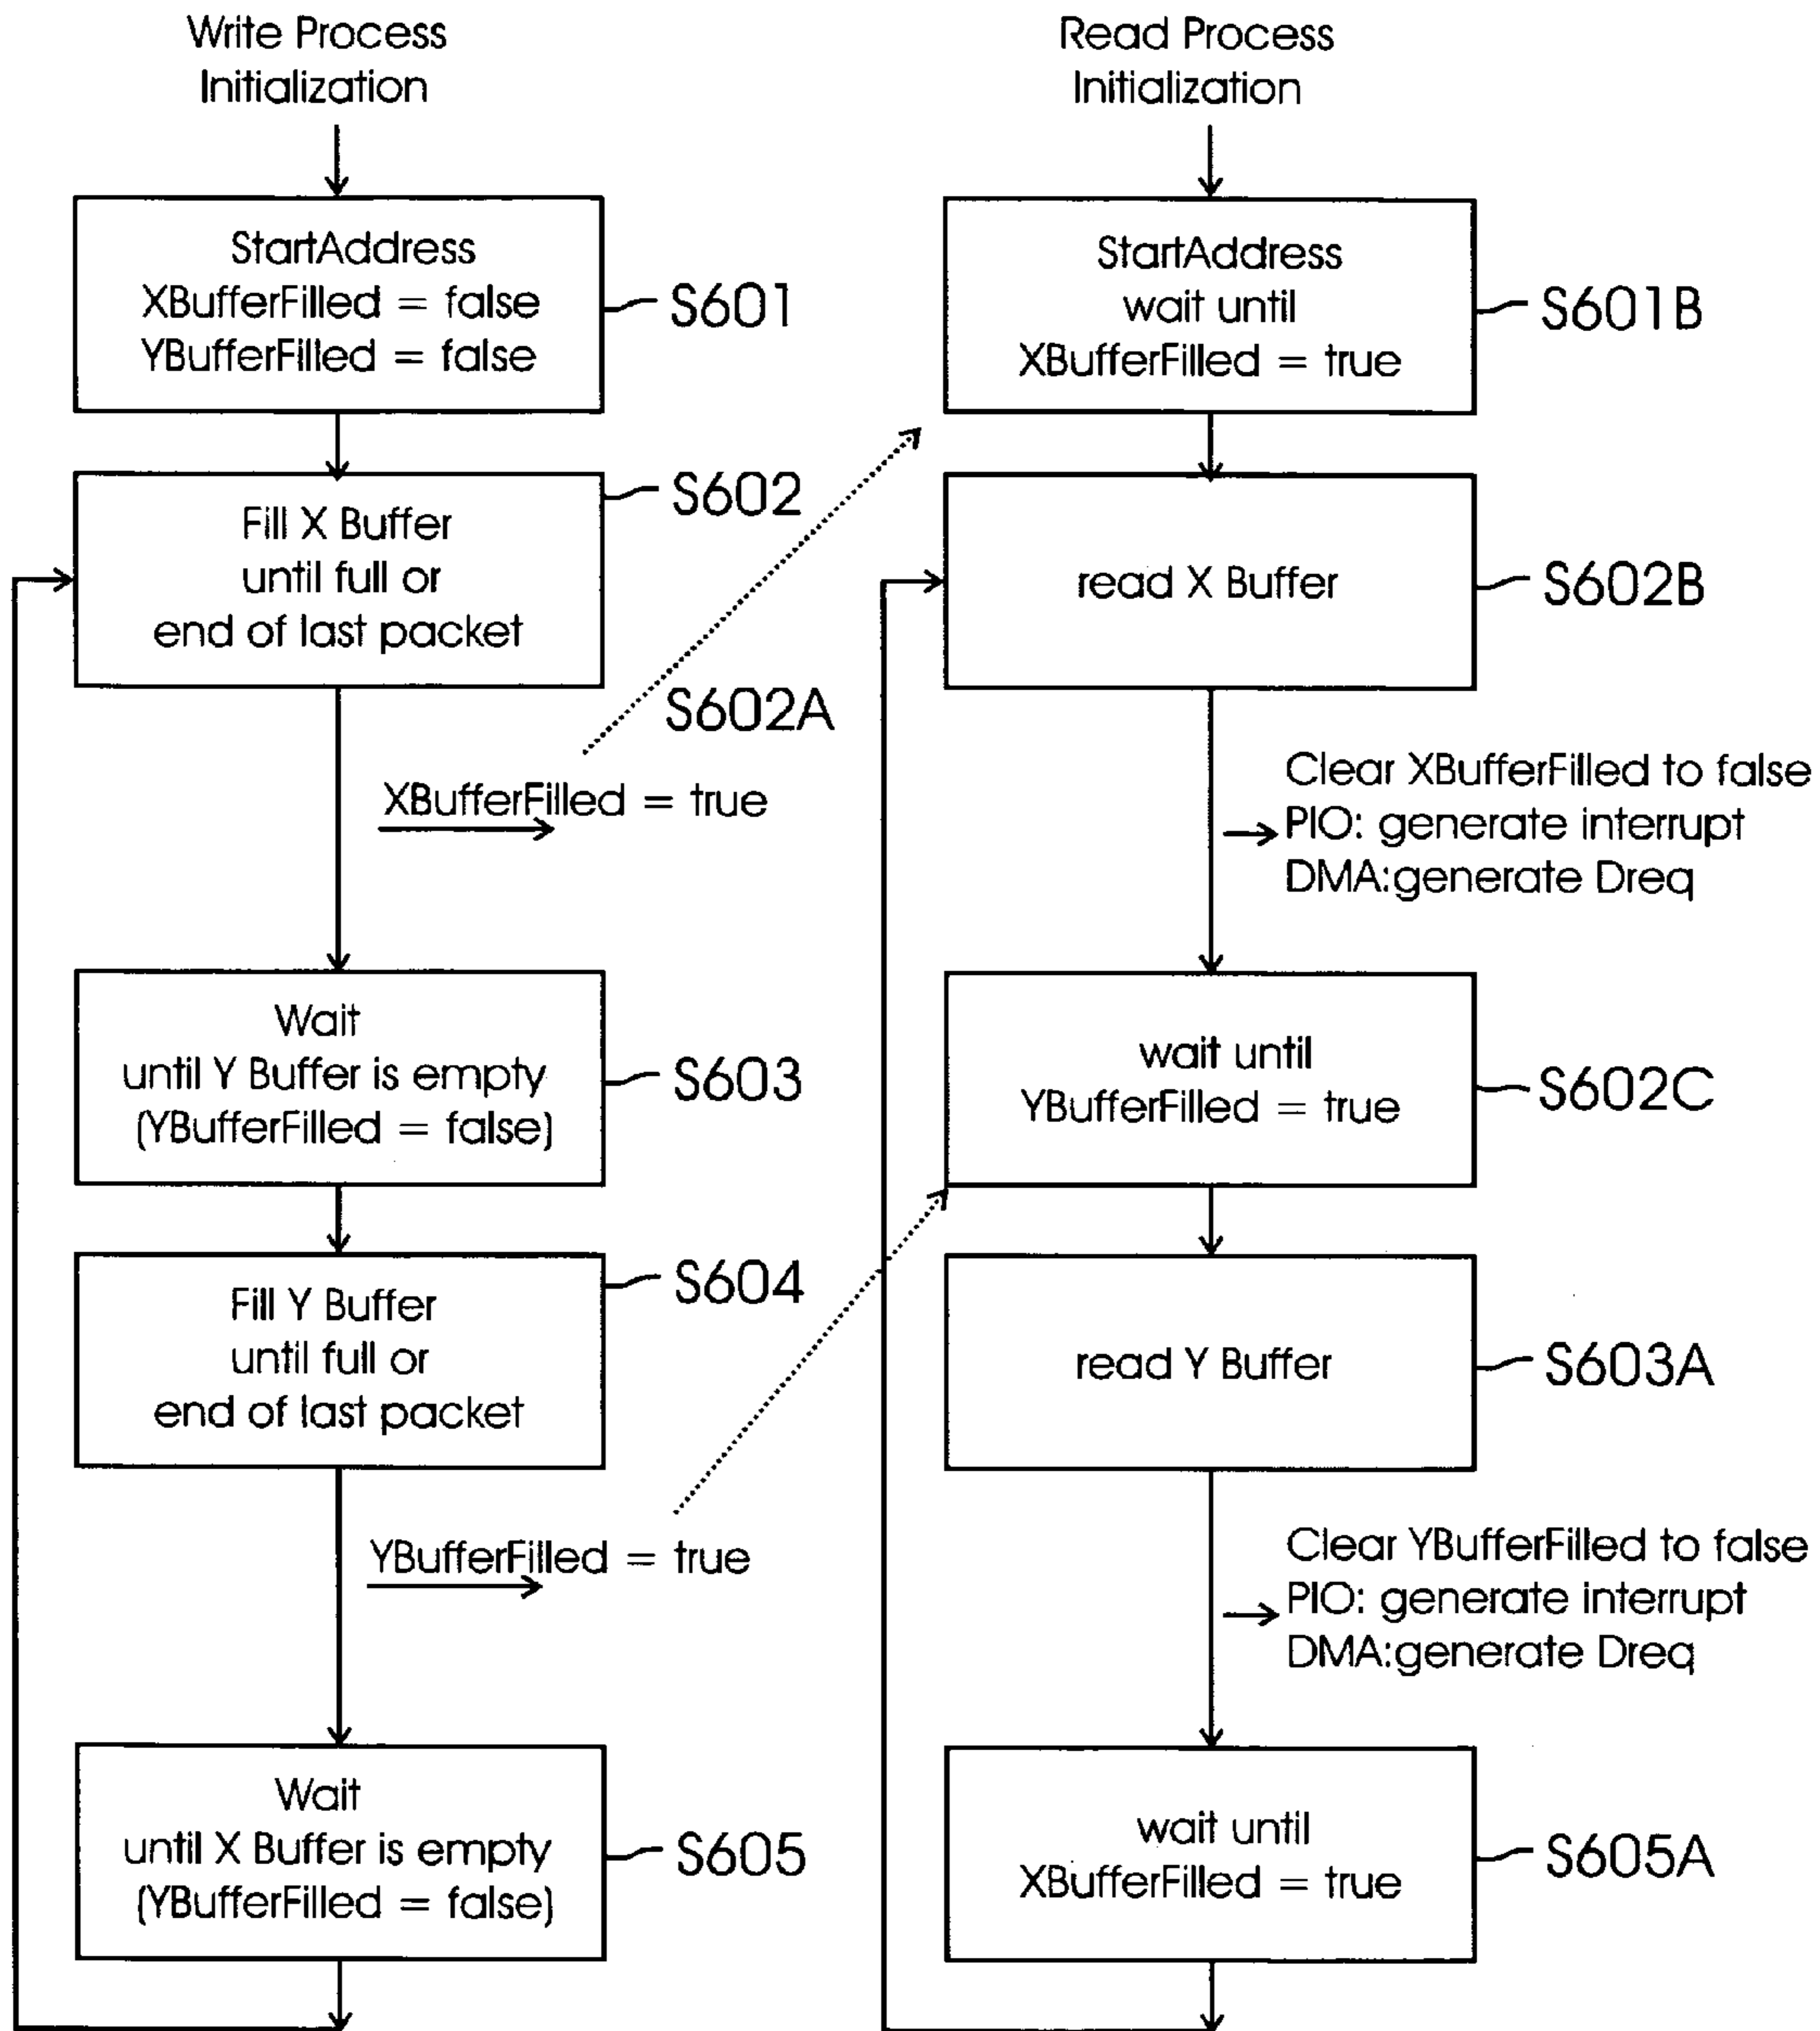 Write Process
Initialization
StartAddress
XBufferFilled = false
YBufferFilled = false
S601
Fill X Buffer
until full or
end of last packet
S602
S602A
XBufferFilled = true
Wait
until Y Buffer is empty
(YBufferFilled = false)
S603
Fill Y Buffer
until full or
end of last packet
S604
YBufferFilled = true
Wait
until X Buffer is empty
(YBufferFilled = false)
S605
Read Process
Initialization
StartAddress
wait until
XBufferFilled = true
S601B
read X Buffer
S602B
Clear XBufferFilled to false
PIO: generate interrupt
DMA:generate Dreq
wait until
YBufferFilled = true
S602C
read Y Buffer
S603A
Clear YBufferFilled to false
PIO: generate interrupt
DMA:generate Dreq
wait until
XBufferFilled = true
S605A